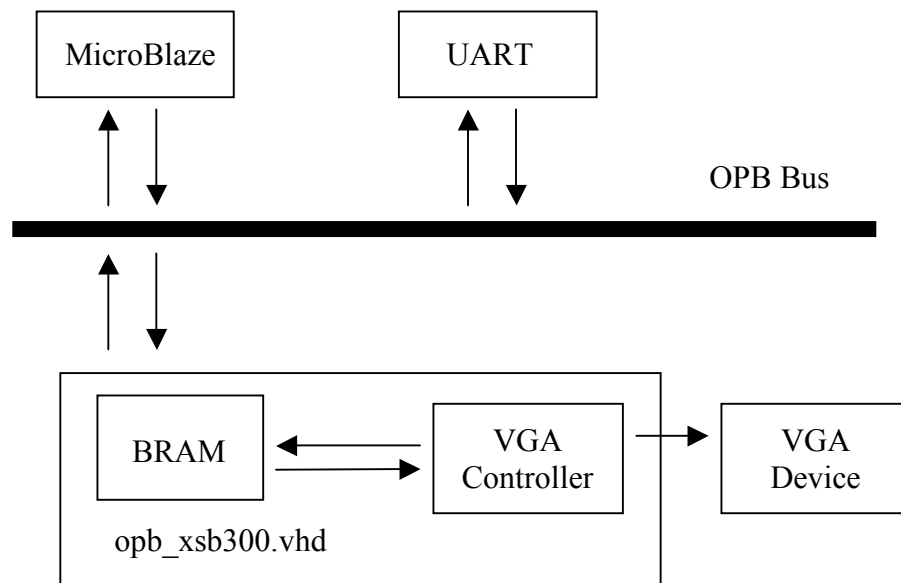 MicroBlaze
UART
OPB Bus
BRAM
VGA
Controller
VGA
Device
opb_xsb300.vhd